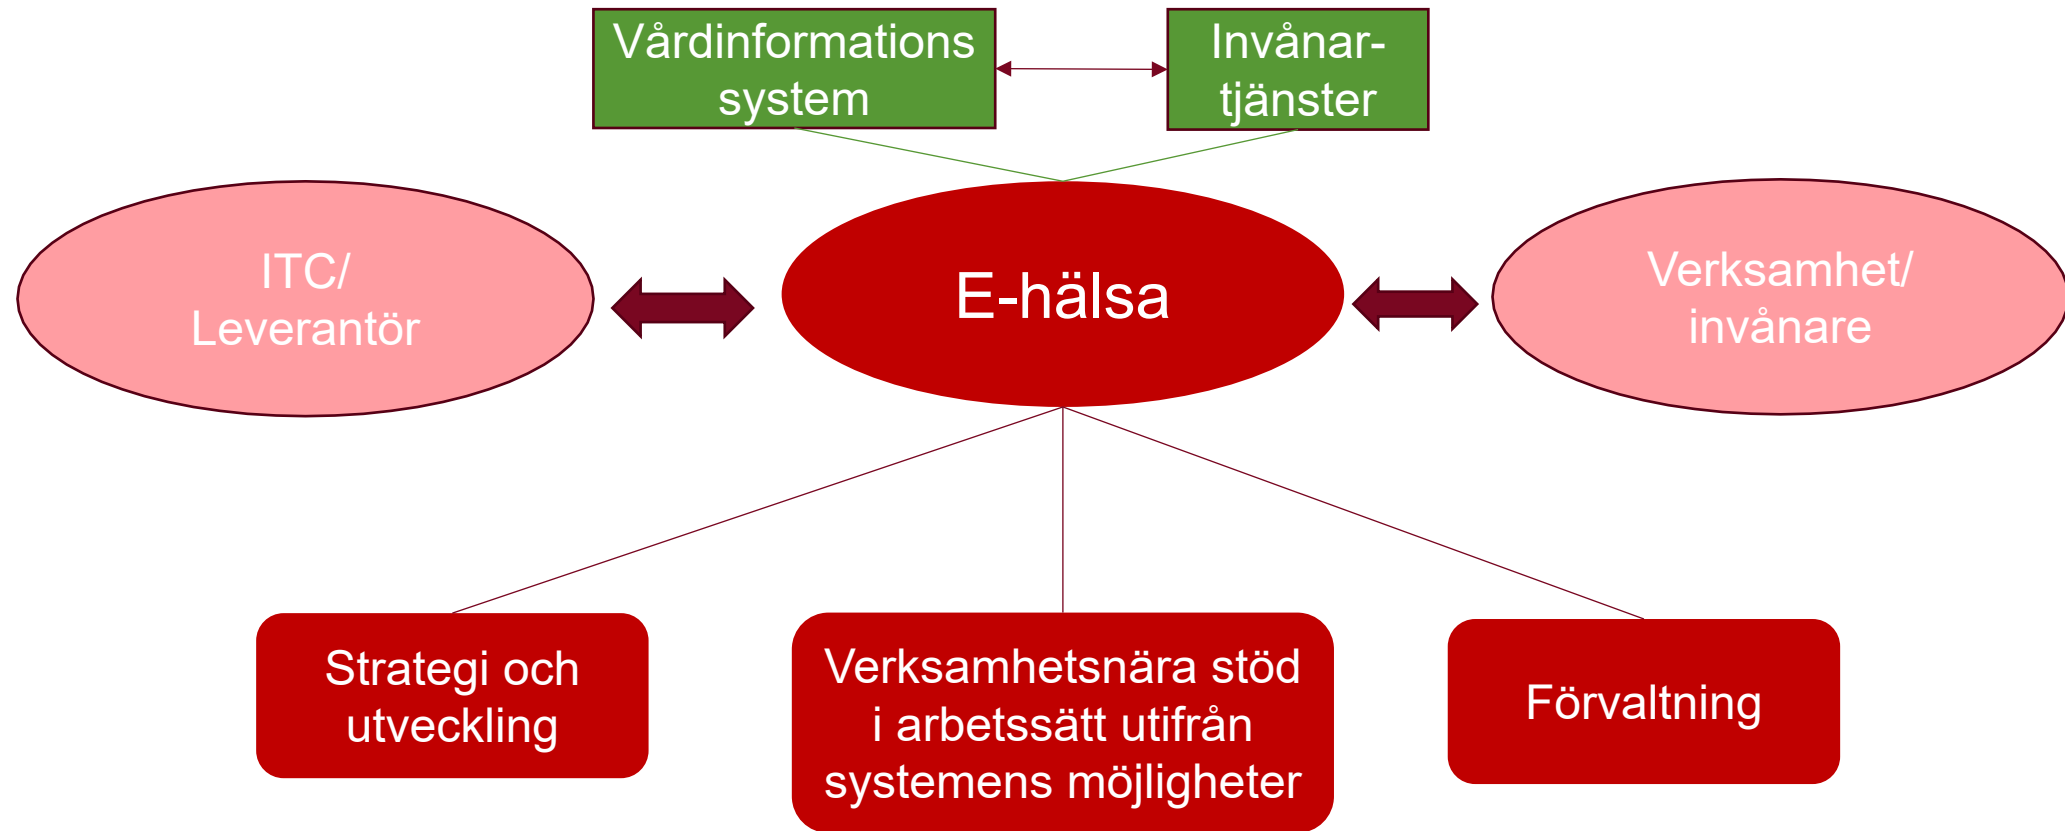 Vårdinformations
system
Invånar-
tjänster
ITC/
Leverantör
E-hälsa
Verksamhet/
invånare
Strategi och
utveckling
Verksamhetsnära stöd
i arbetssätt utifrån
systemens möjligheter
Förvaltning